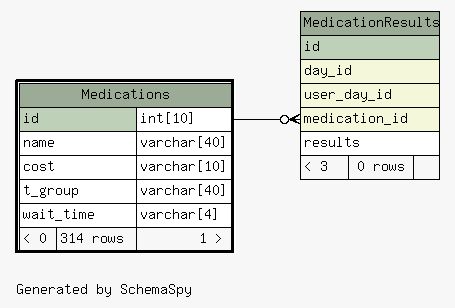 MedicationResults
id
day_id
user_day_id
medication_id
results
< 3 0 rows
Medications
id int[10]
name varchar[40]
cost varchar[10]
t_group varchar[40]
wait_time varchar[4]
< 0 314 rows 1 >
Generated by SchemaSpy